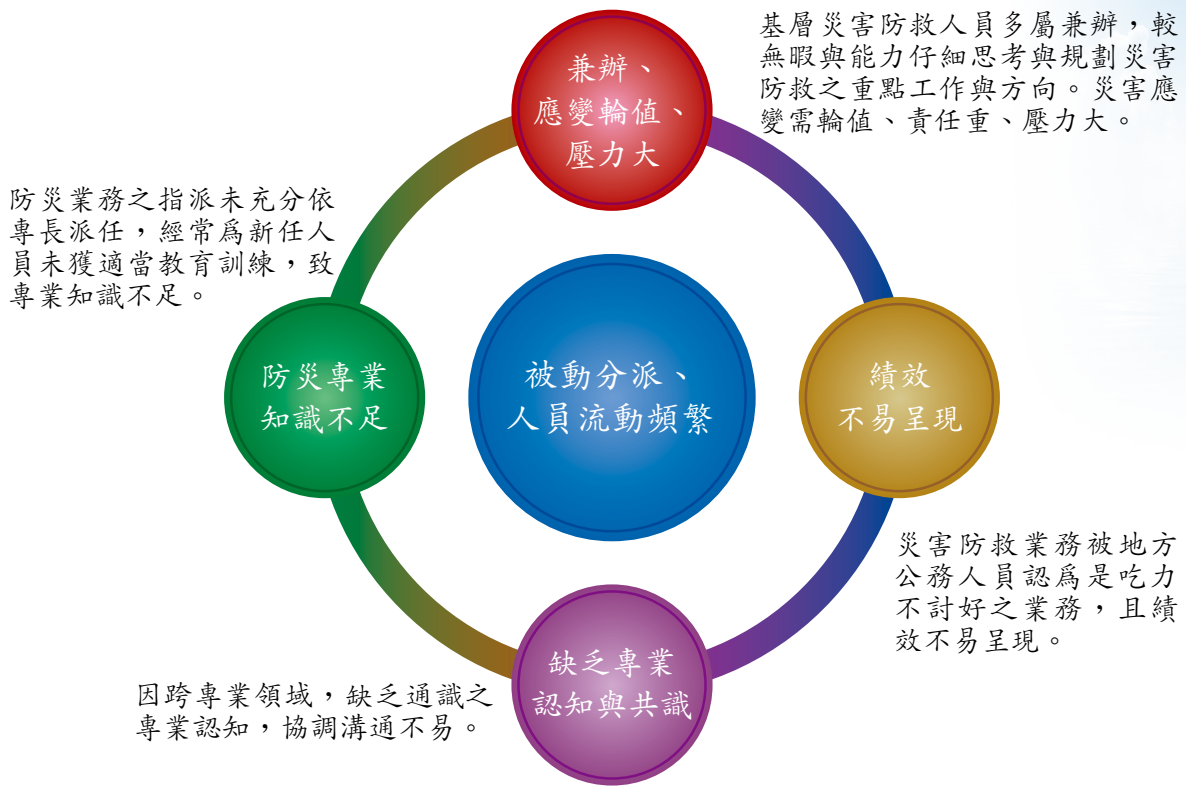 兼辦、
應變輪值、
壓力大
基層災害防救人員多屬兼辦，較
無暇與能力仔細思考與規劃災害
防救之重點工作與方向。災害應
變需輪值、責任重、壓力大。
防災業務之指派未充分依
專長派任，經常爲新任人
員未獲適當教育訓練，致
專業知識不足。
防災專業
知識不足
被動分派、
人員流動頻繁
績效
不易呈現
災害防救業務被地方
公務人員認爲是吃力
不討好之業務，且績
效不易呈現。
缺乏專業
認知與共識
因跨專業領域，缺乏通識之
專業認知，協調溝通不易。